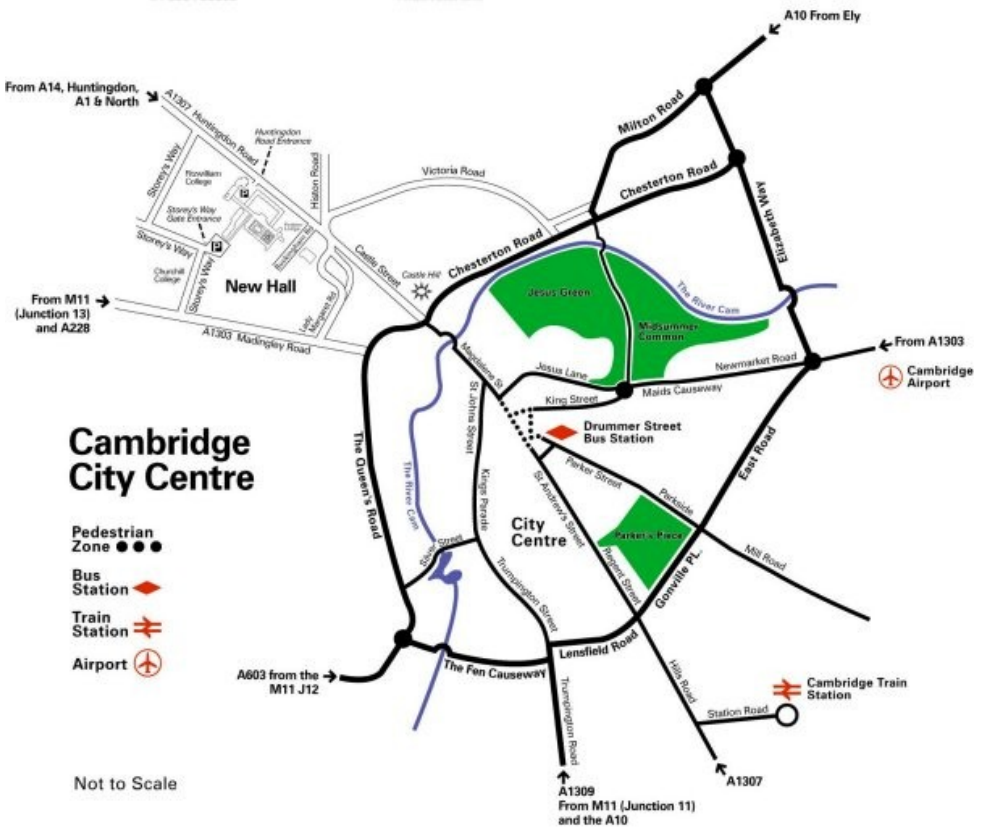 A10 From Ely
From A14, Huntingdon,
A1 & North
A1307 Huntingdon Road
Huntingdon
Road Entrance
Milton Road
Storey's Way
Fitzwilliam
College
Histon Road
Victoria Road
Chesterton Road
Elizabeth Way
Storey's Way
Gate Entrance
P
P
Buckingham Rd
Storey's Way
Castle Street
Chesterton Road
Churchill
College
Storey's Way
New Hall
Castle Hill
Jesus Green
The River Cam
From M11
(Junction 13)
and A228
Lady
Margaret Rd
Midsummer
Common
A1303 Madingley Road
From A1303
Magdelene St
Jesus Lane
Newmarket Road
Cambridge
Airport
Maids Causeway
St Johns Street
King Street
Drummer Street
Bus Station
Cambridge
City Centre
The Queen's Road
The River Cam
Kings Parade
Parker Street
East Road
St Andrew's Street
Parkside
Pedestrian
Zone
City
Centre
Parker's Piece
Silver Street
Mill Road
Bus
Station
Trumpington Street
Regent Street
Gonville PL.
Train
Station
Lensfield Road
Airport
The Fen Causeway
A603 from the
M11 J12
Hills Road
Cambridge Train
Station
Trumpington Road
Station Road
Not to Scale
A1307
A1309
From M11 (Junction 11)
and the A10